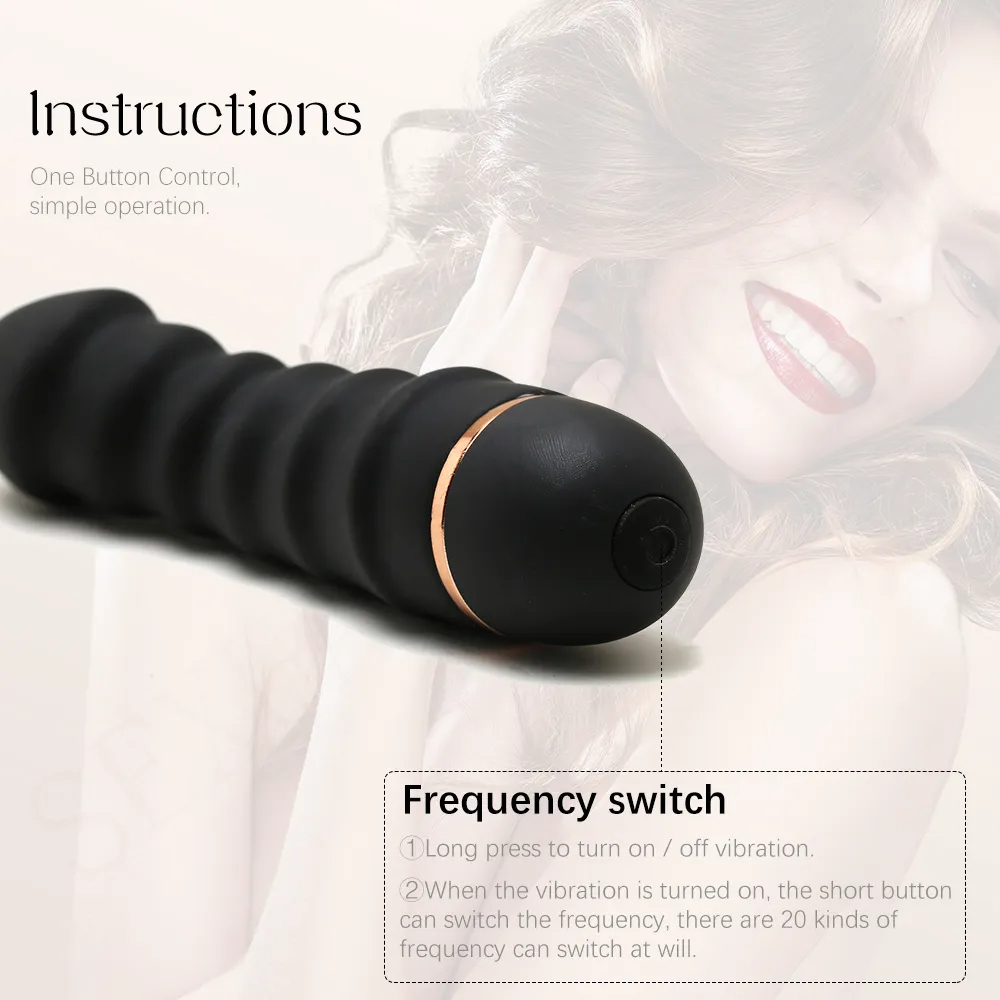 Instructions
One Button Control,
simple operation.
Frequency switch
①Long press to turn on / off vibration.
②When the vibration is turned on, the short button
can switch the frequency, there are 20 kinds of
frequency can switch at will.